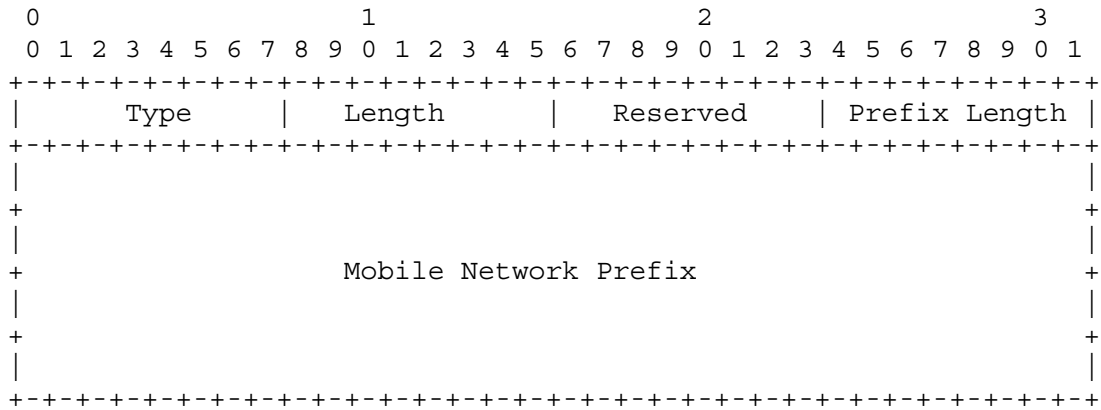 0                   1                   2                   3
 0 1 2 3 4 5 6 7 8 9 0 1 2 3 4 5 6 7 8 9 0 1 2 3 4 5 6 7 8 9 0 1
+-+-+-+-+-+-+-+-+-+-+-+-+-+-+-+-+-+-+-+-+-+-+-+-+-+-+-+-+-+-+-+-+
|      Type     |   Length      |   Reserved    | Prefix Length |
+-+-+-+-+-+-+-+-+-+-+-+-+-+-+-+-+-+-+-+-+-+-+-+-+-+-+-+-+-+-+-+-+
|                                                               |
+                                                               +
|                                                               |
+                   Mobile Network Prefix                       +
|                                                               |
+                                                               +
|                                                               |
+-+-+-+-+-+-+-+-+-+-+-+-+-+-+-+-+-+-+-+-+-+-+-+-+-+-+-+-+-+-+-+-+